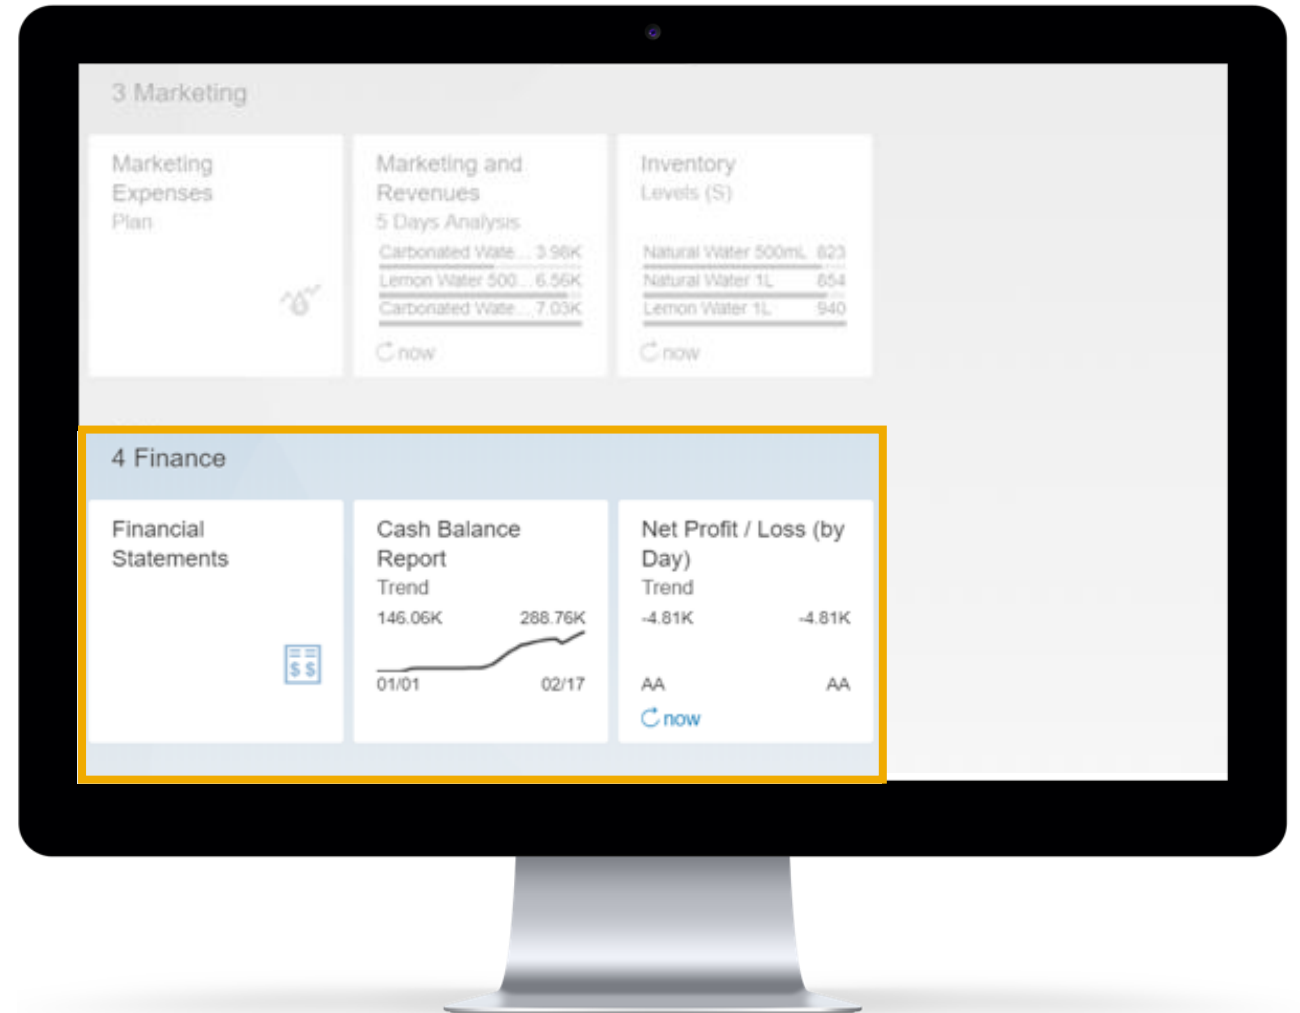 3 Marketing
Marketing
Expenses
Plan
Marketing and
Revenues
5 Days Analysis
Carbonated Wate... 3.98K
Lemon Water 500... 6.56K
Carbonated Wate... 7.03K
now
Inventory
Levels (S)
Natural Water 500mL 823
Natural Water 1L 854
Lemon Water 1L 940
now
4 Finance
Financial
Statements
$ $
Cash Balance
Report
Trend
146.06K 288.76K
01/01 02/17
Net Profit / Loss (by
Day)
Trend
-4.81K -4.81K
AA AA
now